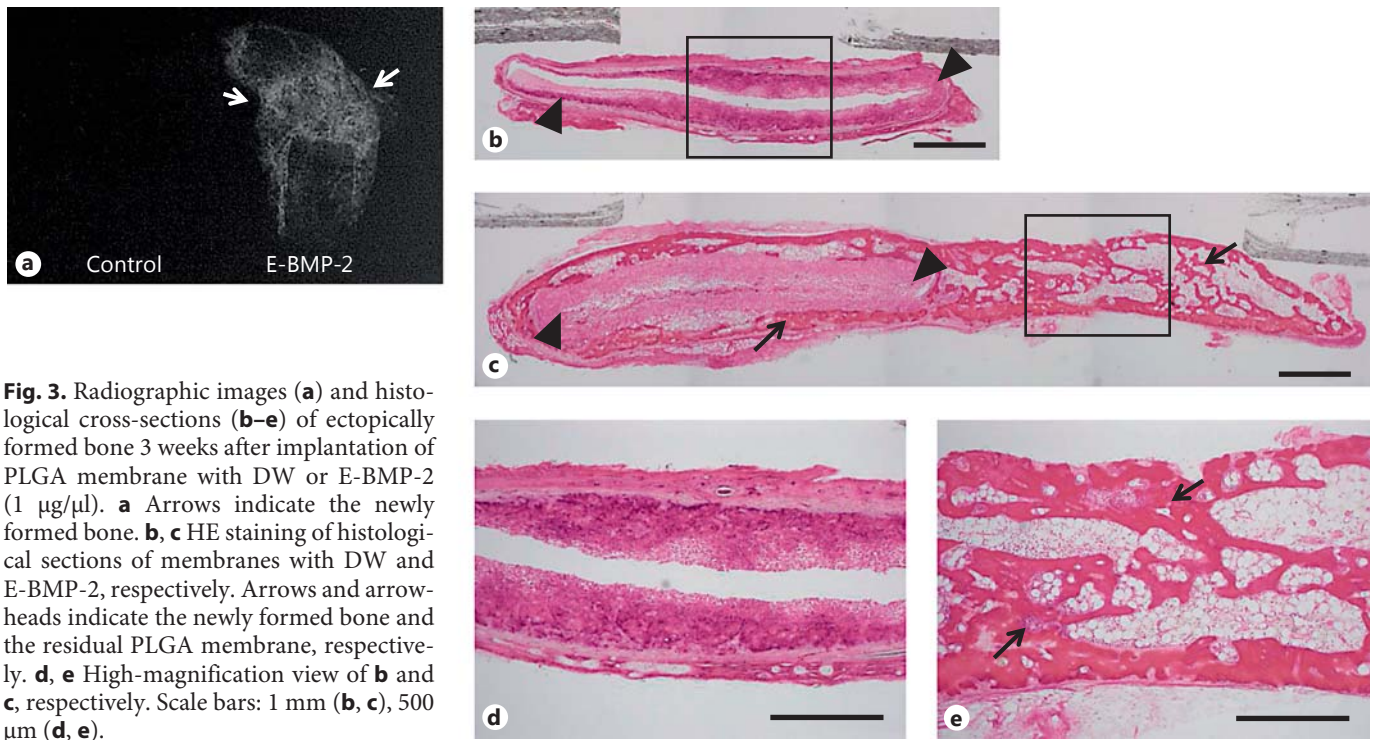 a
Control
E-BMP-2
b
c
Fig. 3. Radiographic images (a) and histo-
logical cross-sections (b–e) of ectopically
formed bone 3 weeks after implantation of
PLGA membrane with DW or E-BMP-2
(1 μg/μl). a Arrows indicate the newly
formed bone. b, c HE staining of histologi-
cal sections of membranes with DW and
E-BMP-2, respectively. Arrows and arrow-
heads indicate the newly formed bone and
the residual PLGA membrane, respective-
ly. d, e High-magnification view of b and
c, respectively. Scale bars: 1 mm (b, c), 500
μm (d, e).
d
e